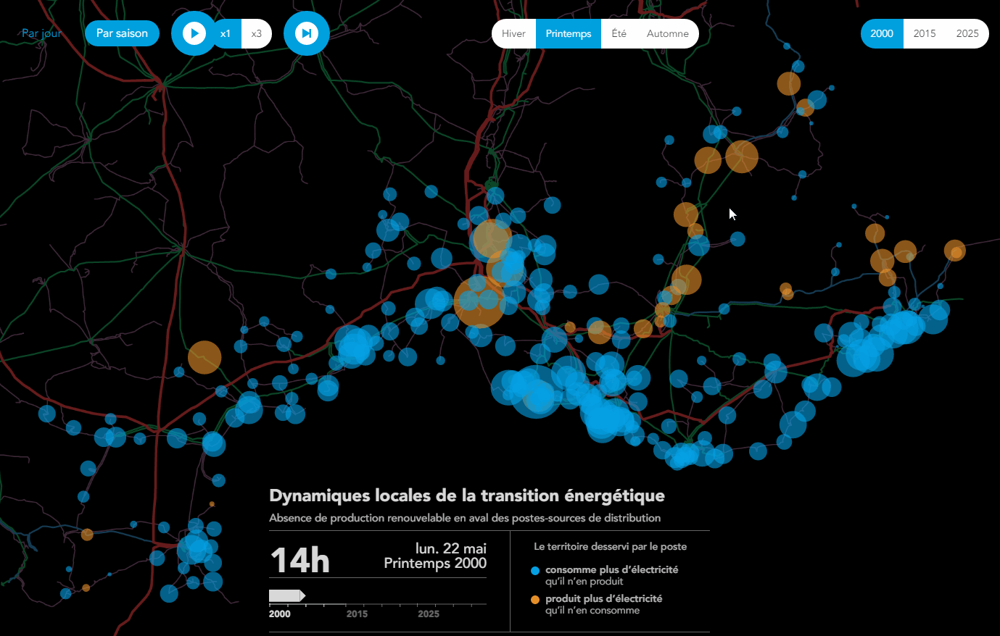 Par jour
Par saison
x1
x3
Hiver
Printemps
Été
Automne
2000
2015
2025
Dynamiques locales de la transition énergétique
Absence de production renouvelable en aval des postes-sources de distribution
14h
lun. 22 mai
Printemps 2000
2000
2015
2025
Le territoire desservi par le poste
consomme plus d’électricité
qu’il n’en produit
produit plus d’électricité
qu’il n’en consomme